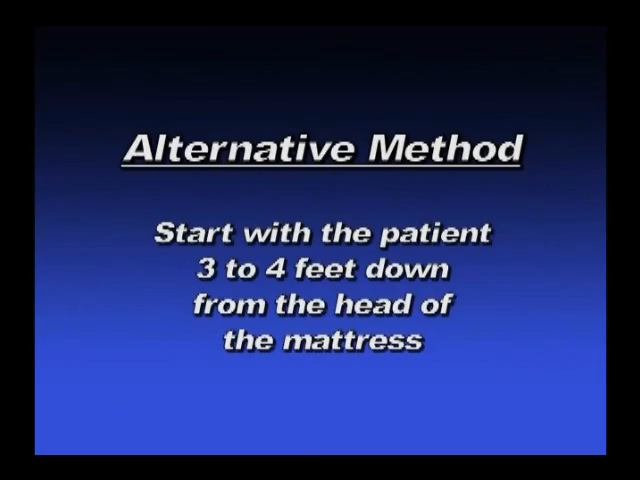 Alternative Method
Start with the patient
3 to 4 feet down
from the head of
the mattress